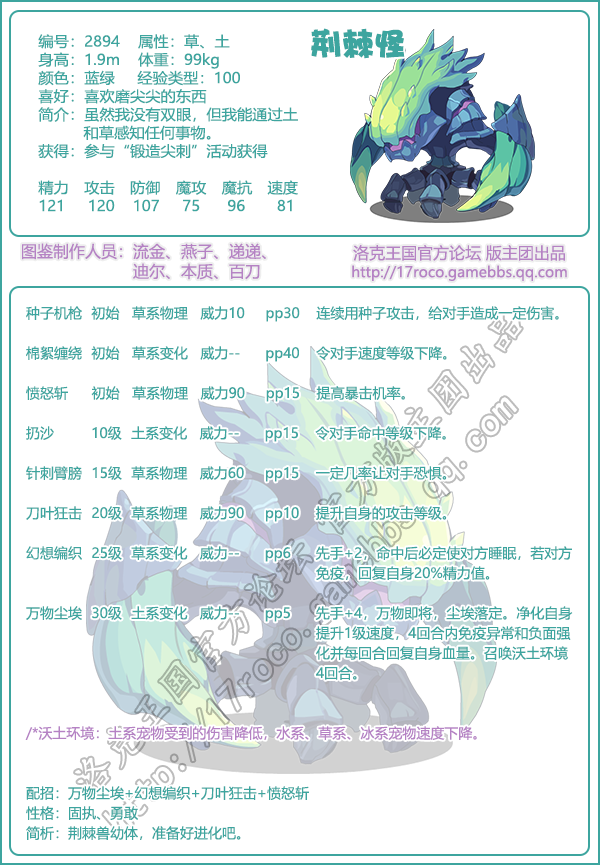 荆棘怪
编号：2894 属性：草、土
身高：1.9m 体重：99kg
颜色：蓝绿 经验类型：100
喜好：喜欢磨尖尖的东西
简介：虽然我没有双眼，但我能通过土
和草感知任何事物。
获得：参与“锻造尖刺”活动获得
精力 攻击 防御 魔攻 魔抗 速度
121 120 107 75 96 81
图鉴制作人员：流金、燕子、递递、
迪尔、本质、百刀
洛克王国官方论坛 版主团出品
http://17roco.gamebbs.qq.com
种子机枪 初始 草系物理 威力10 pp30 连续用种子攻击，给对手造成一定伤害。
棉絮缠绕 初始 草系变化 威力-- pp40 令对手速度等级下降。
愤怒斩 初始 草系物理 威力90 pp15 提高暴击机率。
扔沙 10级 土系变化 威力-- pp15 令对手命中等级下降。
针刺臂膀 15级 草系物理 威力60 pp15 一定几率让对手恐惧。
刀叶狂击 20级 草系物理 威力90 pp10 提升自身的攻击等级。
幻想编织 25级 草系变化 威力-- pp6 先手+2，命中后必定使对方睡眠，若对方
免疫，回复自身20%精力值。
万物尘埃 30级 土系变化 威力-- pp5 先手+4，万物即将，尘埃落定。净化自身
提升1级速度，4回合内免疫异常和负面强
化并每回合回复自身血量。召唤沃土环境
4回合。
/*沃土环境：土系宠物受到的伤害降低，水系、草系、冰系宠物速度下降。
配招：万物尘埃+幻想编织+刀叶狂击+愤怒斩
性格：固执、勇敢
简析：荆棘兽幼体，准备好进化吧。
洛克王国官方论坛 官方版主团出品
http://17roco.gamebbs.qq.com